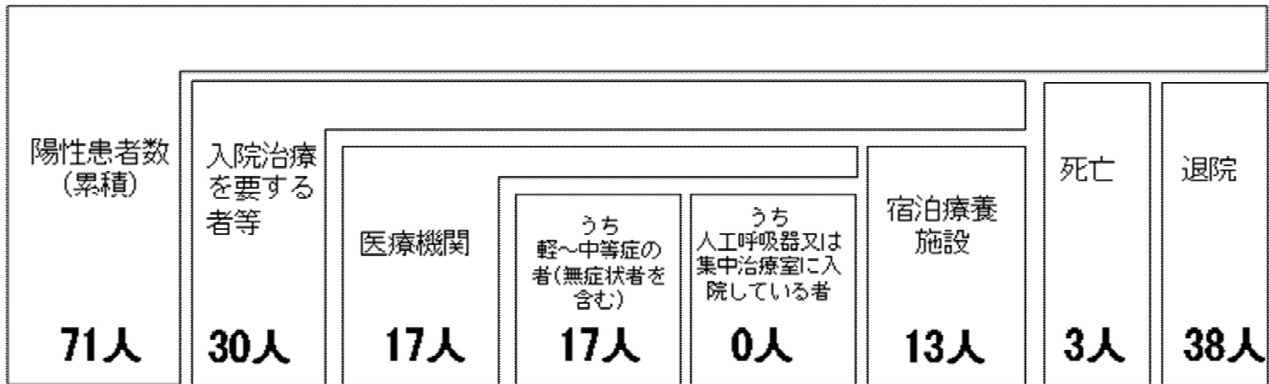 陽性患者数
(累積)
71人
入院治療
を要する
者等
30人
医療機関
17人
うち
軽～中等症の
者(無症状者を
含む)
17人
うち
人工呼吸器又は
集中治療室に入
院している者
0人
宿泊療養
施設
13人
死亡
3人
退院
38人